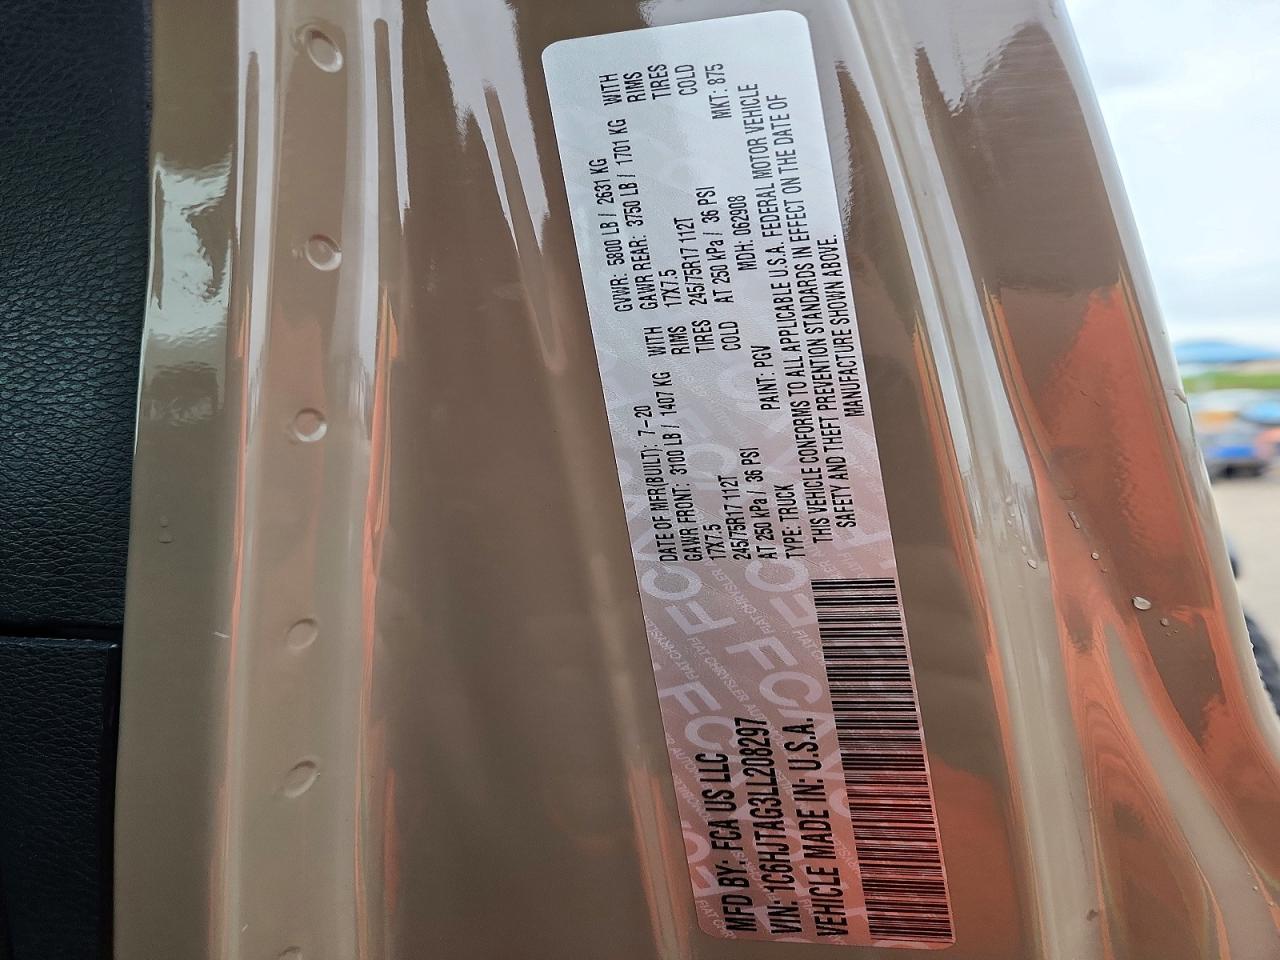 MFD BY: FCA US LLC
DATE OF MFR(BUILT): 7-20
GVWR: 5800 LB / 2631 KG
GAWR FRONT: 3100 LB / 1407 KG WITH
GAWR REAR: 3750 LB / 1701 KG WITH
17X7.5 RIMS
17X7.5 RIMS
245/75R17 112T TIRES
245/75R17 112T TIRES
AT 250 kPa / 36 PSI COLD
AT 250 kPa / 36 PSI COLD
VIN: 1C6HJTAG3LL208297
TYPE: TRUCK
PAINT: PGV
MDH: 062908
MKT: 875
VEHICLE MADE IN: U.S.A.
THIS VEHICLE CONFORMS TO ALL APPLICABLE U.S.A. FEDERAL MOTOR VEHICLE
SAFETY AND THEFT PREVENTION STANDARDS IN EFFECT ON THE DATE OF
MANUFACTURE SHOWN ABOVE.